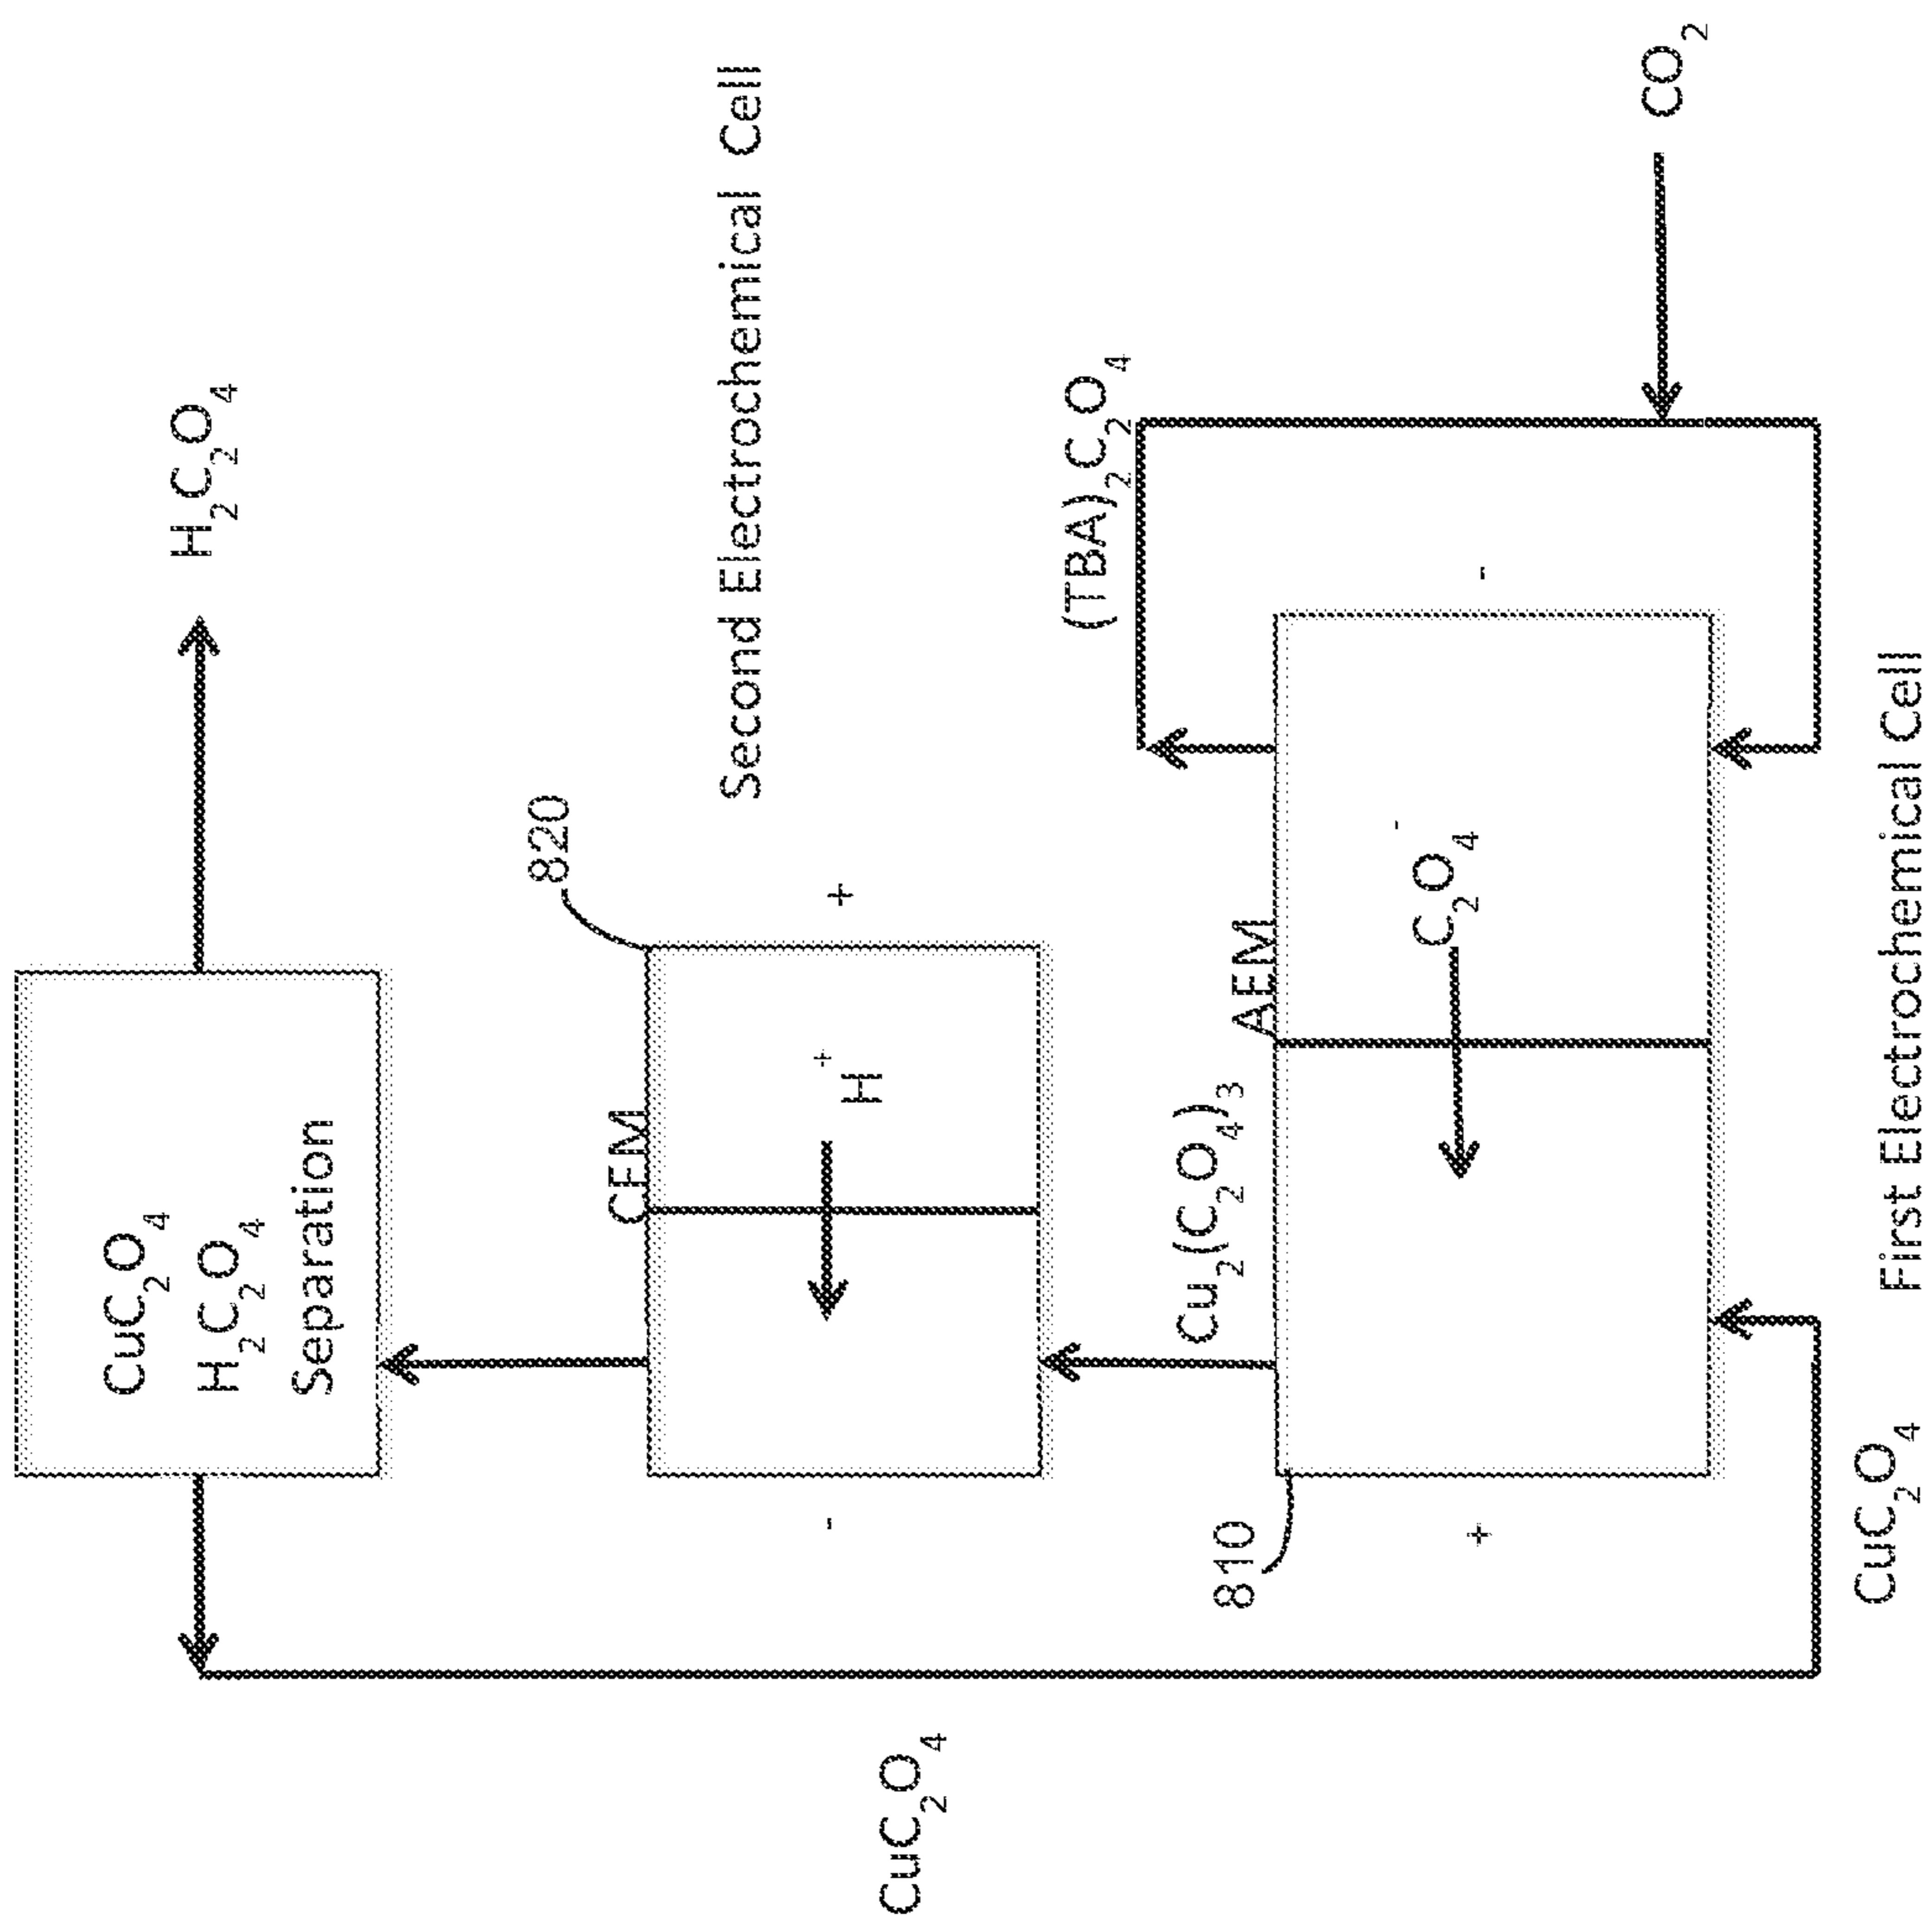 CuC2O4
H2C2O4
Separation
H2C2O4
CuC2O4
CEM
H+
-
+
820
Second Electrochemical Cell
Cu2(C2O4)3
AEM
C2O4-
810
+
-
(TBA)2C2O4
CO2
CuC2O4
First Electrochemical Cell